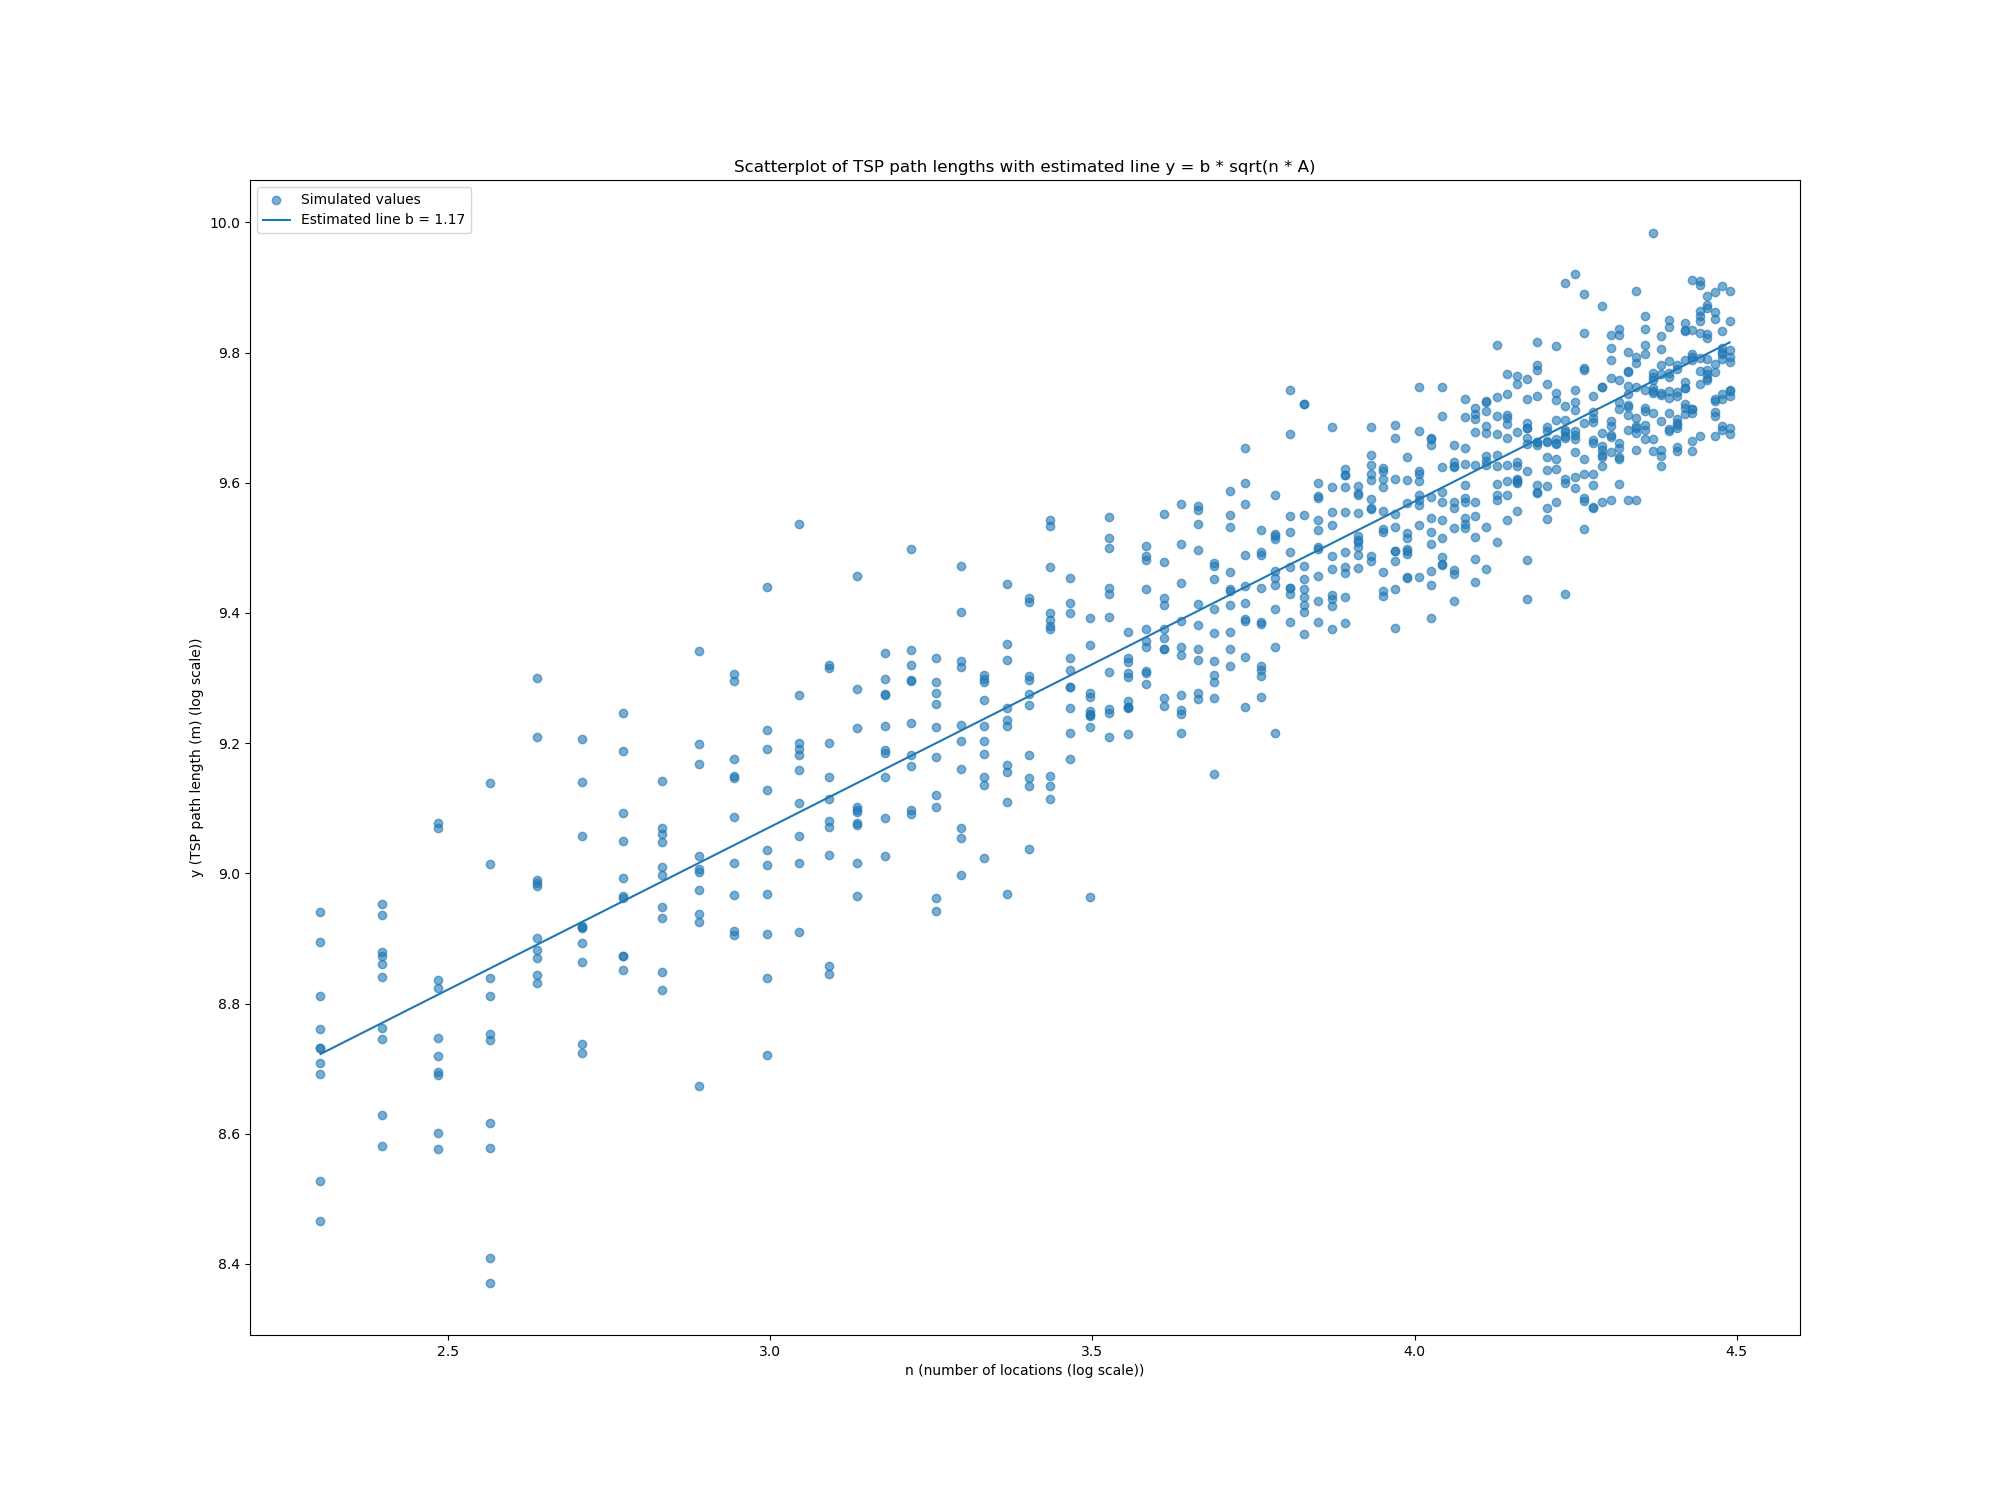 Scatterplot of TSP path lengths with estimated line y = b * sqrt(n * A)
Simulated values
Estimated line b = 1.17
10.0
9.8
9.6
9.4
9.2
9.0
8.8
8.6
8.4
y (TSP path length (m) (log scale))
2.5 3.0 3.5 4.0 4.5
n (number of locations (log scale))